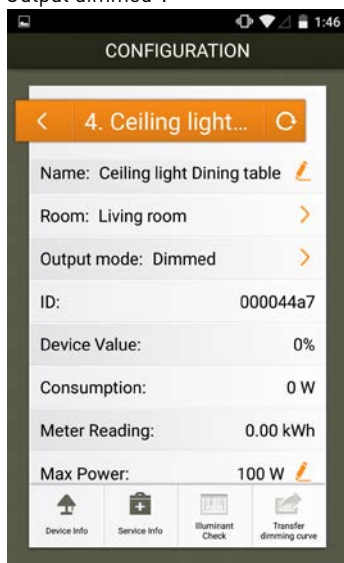 Output dimmed".
1:46
CONFIGURATION
4. Ceiling light...
Name: Ceiling light Dining table
Room: Living room
Output mode: Dimmed
ID: 000044a7
Device Value: 0%
Consumption: 0 W
Meter Reading: 0.00 kWh
Max Power: 100 W
Device Info
Service Info
Illuminant Check
Transfer dimming curve